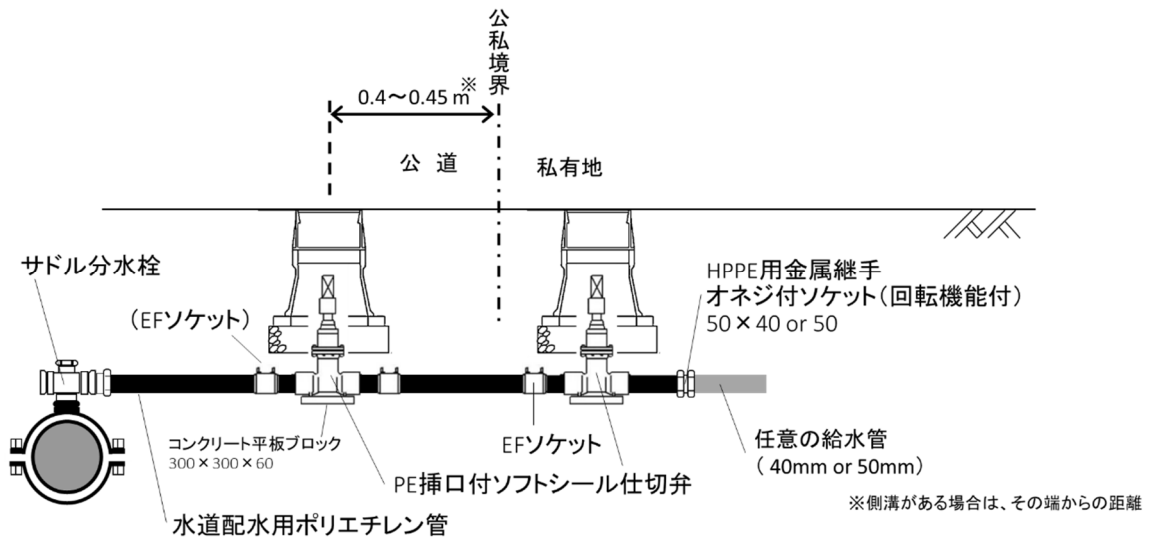 公私境界
0.4～0.45ｍ※
公 道
私有地
サドル分水栓
(EFソケット)
HPPE用金属継手
オネジ付ソケット(回転機能付)
50×40 or 50
コンクリート平板ブロック
300×300×60
EFソケット
任意の給水管
( 40mm or 50mm)
PE挿口付ソフトシール仕切弁
※側溝がある場合は、その端からの距離
水道配水用ポリエチレン管